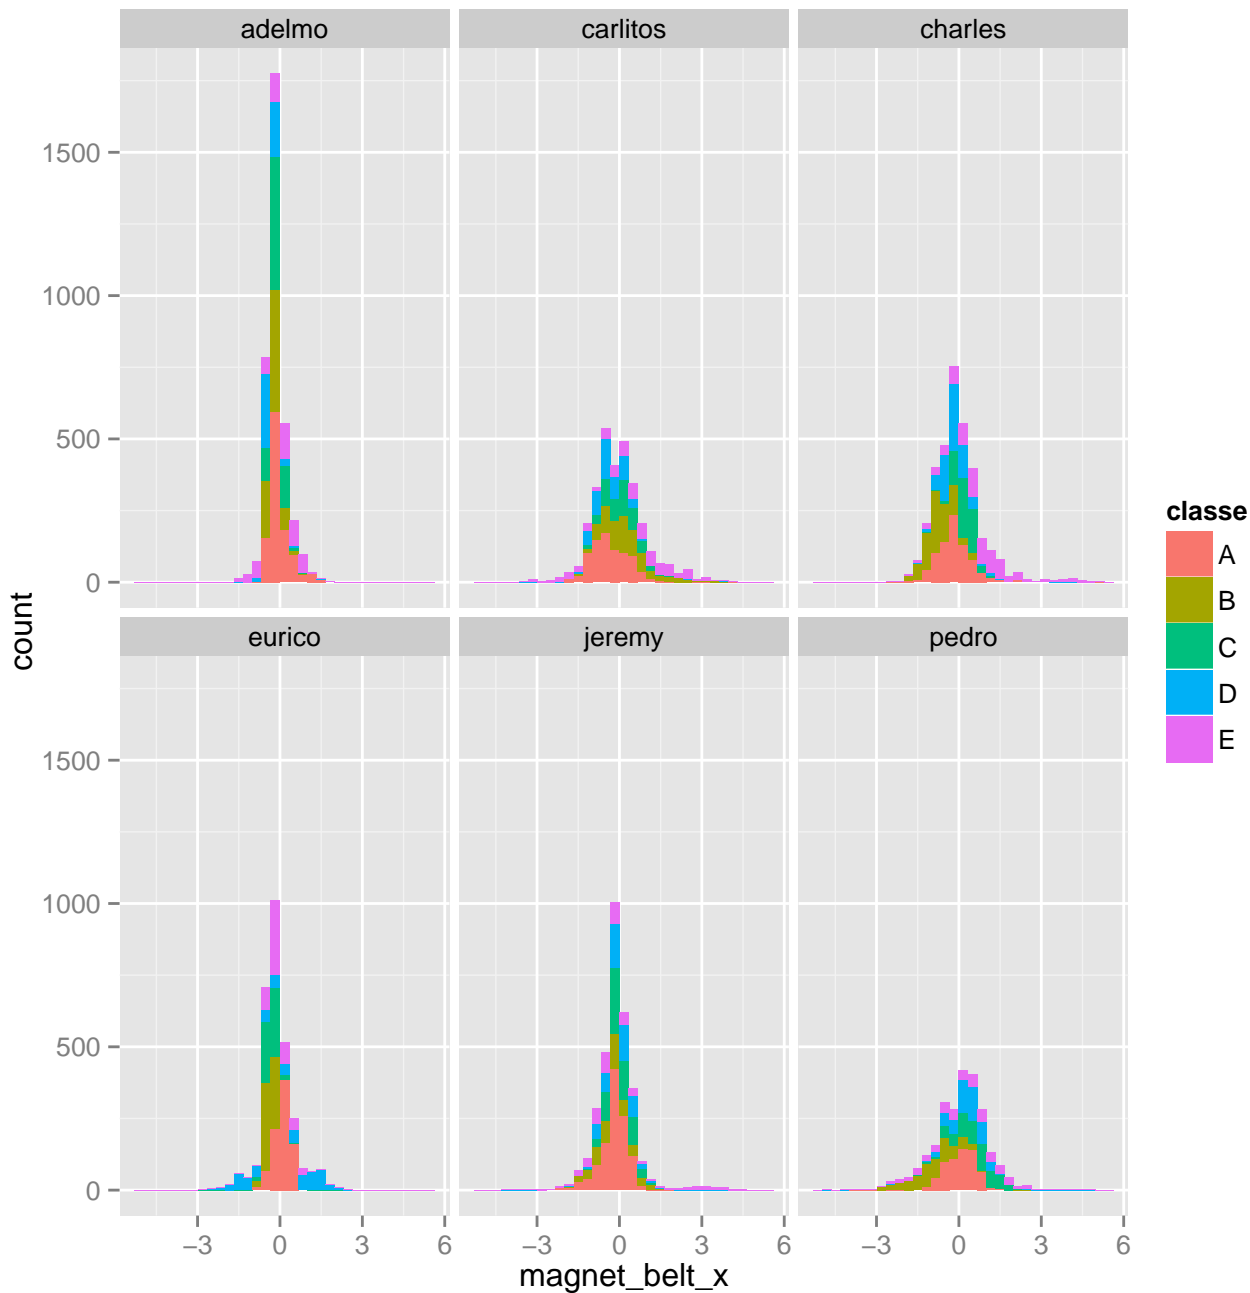 adelmo carlitos charles
1500
1000
500
0
eurico jeremy pedro
1500
1000
500
0
−3 0 3 6 −3 0 3 6 −3 0 3 6
magnet_belt_x
count
classe
A
B
C
D
E